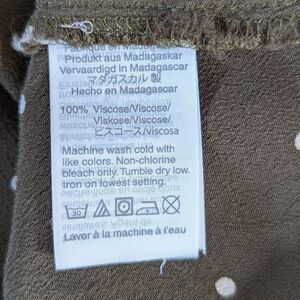 Fabriqué en Madagascar
Produkt aus Madagaskar
Vervaardigd in Madagascar
マダガスカル 製
Hecho en Madagascar
100% Viscose/Viscose/
Viskose/Viscose/
ビスコース/viscosa
Machine wash cold with
like colors. Non-chlorine
bleach only. Tumble dry low.
Iron on lowest setting.
30
Laver à la machine à l'eau